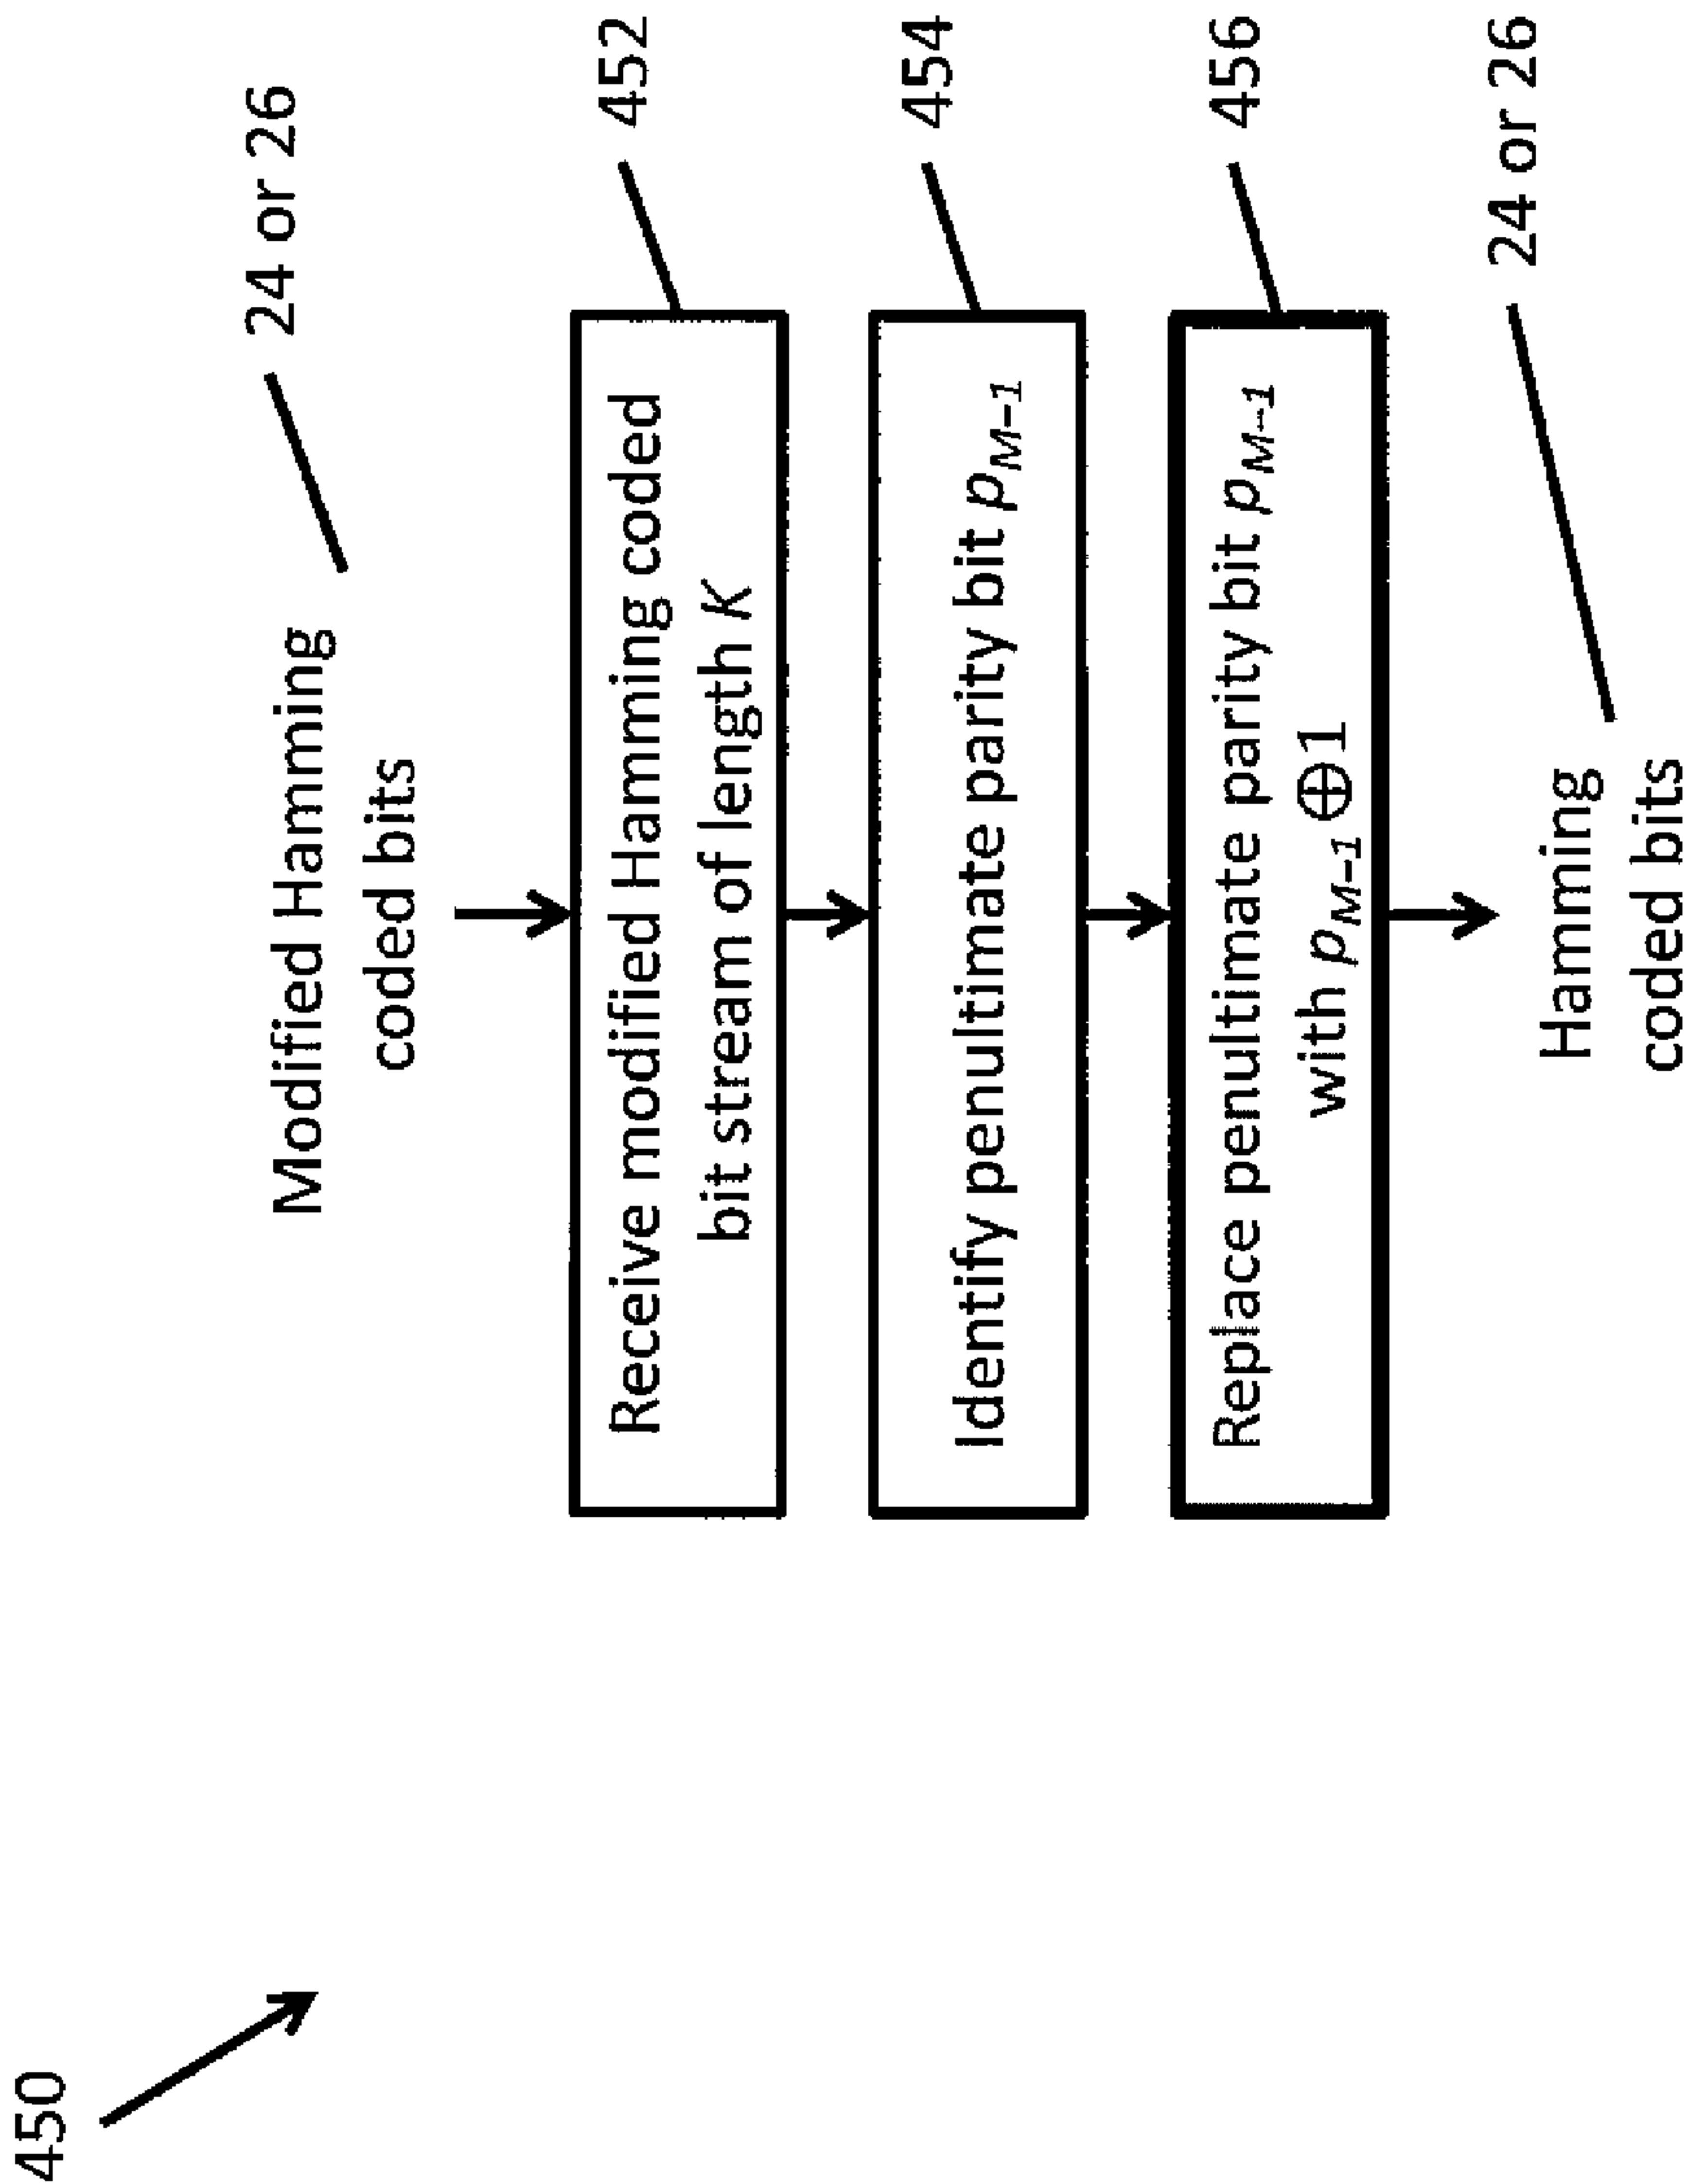 450
Modified Hamming
coded bits
24 or 26
Receive modified Hamming coded
bit stream of length K
452
Identify penultimate parity bit p_{M-1}
454
Replace penultimate parity bit p_{M-1}
with p_{M-1} ⊕ 1
456
Hamming
coded bits
24 or 26